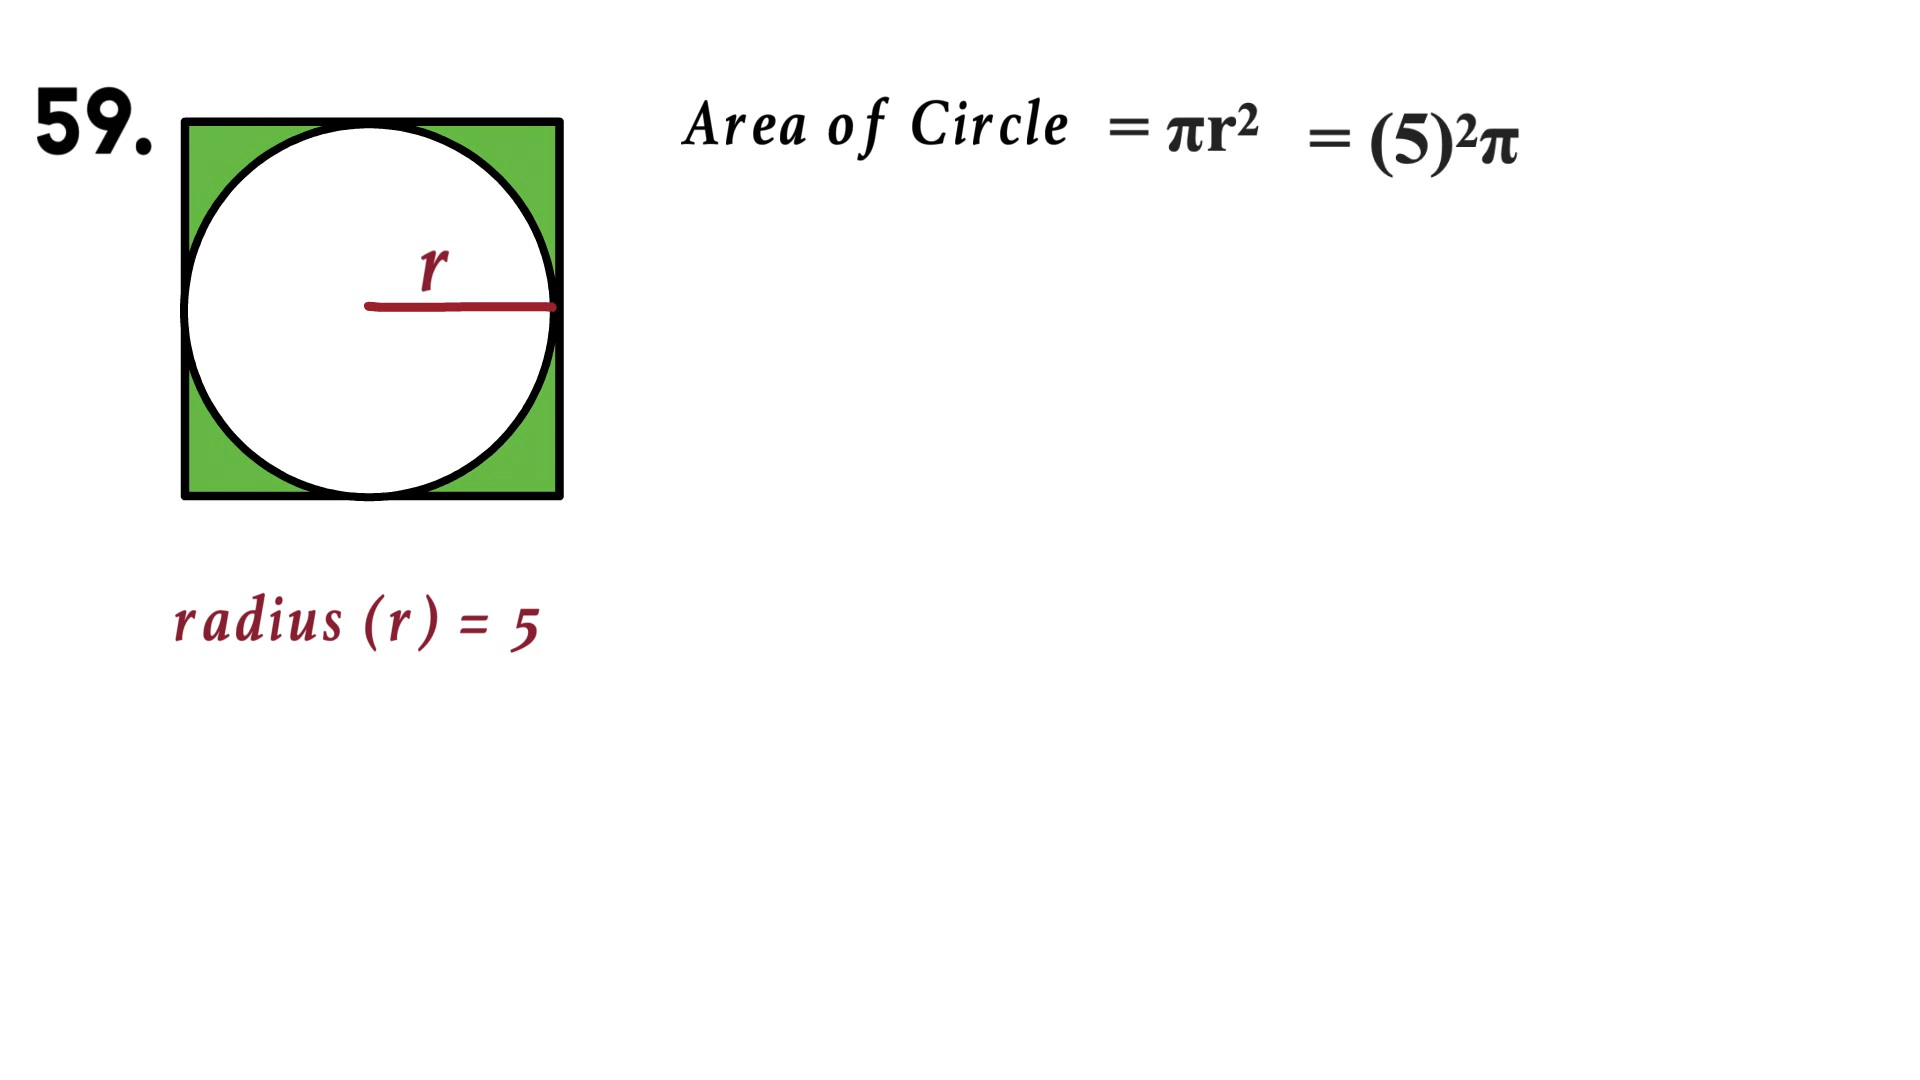 59.
Area of Circle = πr² = (5)²π
r
radius (r) = 5